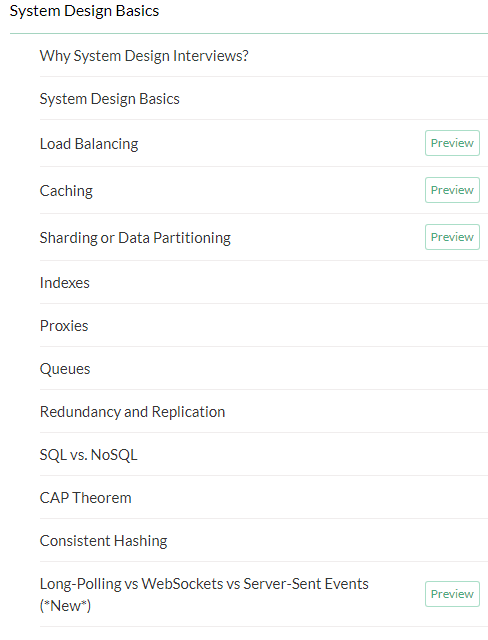 System Design Basics
Why System Design Interviews?
System Design Basics
Load Balancing Preview
Caching Preview
Sharding or Data Partitioning Preview
Indexes
Proxies
Queues
Redundancy and Replication
SQL vs. NoSQL
CAP Theorem
Consistent Hashing
Long-Polling vs WebSockets vs Server-Sent Events
(*New*) Preview